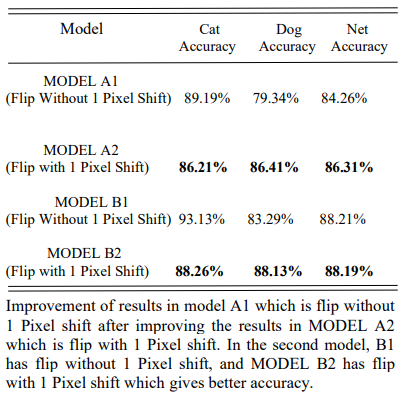 Model Cat Dog Net
Accuracy Accuracy Accuracy
MODEL A1
(Flip Without 1 Pixel Shift) 89.19% 79.34% 84.26%
MODEL A2
(Flip with 1 Pixel Shift) 86.21% 86.41% 86.31%
MODEL B1
(Flip Without 1 Pixel Shift) 93.13% 83.29% 88.21%
MODEL B2
(Flip with 1 Pixel Shift) 88.26% 88.13% 88.19%
Improvement of results in model A1 which is flip without
1 Pixel shift after improving the results in MODEL A2
which is flip with 1 Pixel shift. In the second model, B1
has flip without 1 Pixel shift, and MODEL B2 has flip
with 1 Pixel shift which gives better accuracy.